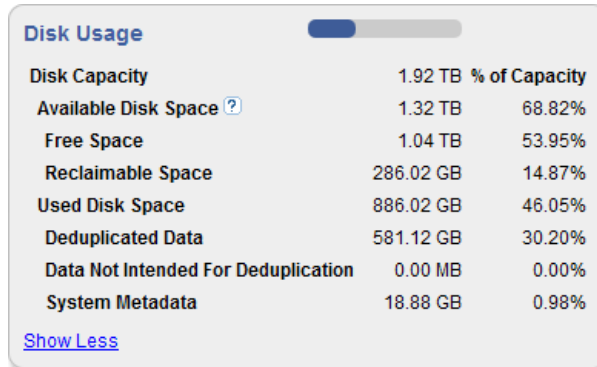 Disk Usage
Disk Capacity 1.92 TB % of Capacity
Available Disk Space ? 1.32 TB 68.82%
Free Space 1.04 TB 53.95%
Reclaimable Space 286.02 GB 14.87%
Used Disk Space 886.02 GB 46.05%
Deduplicated Data 581.12 GB 30.20%
Data Not Intended For Deduplication 0.00 MB 0.00%
System Metadata 18.88 GB 0.98%
Show Less